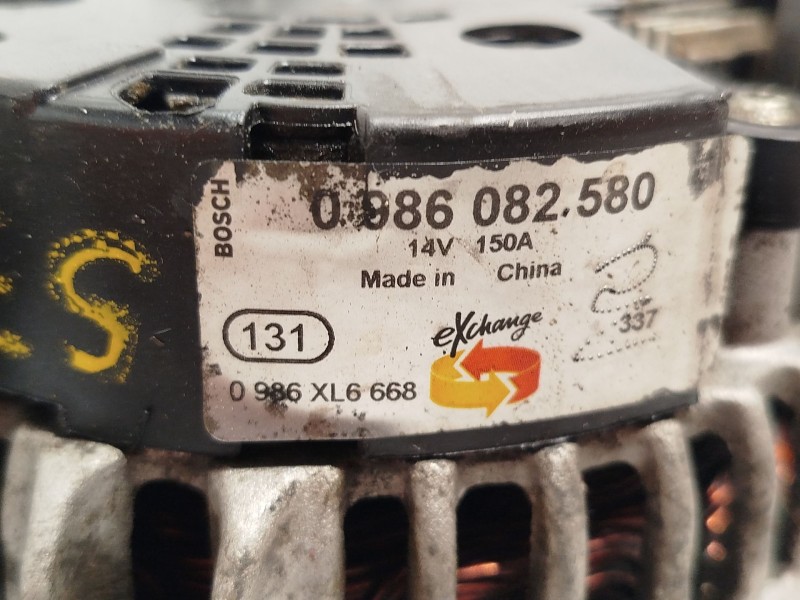 BOSCH
0 986 082.580
14V 150A
Made in China
131
eXchange
337
0 986 XL6 668
S